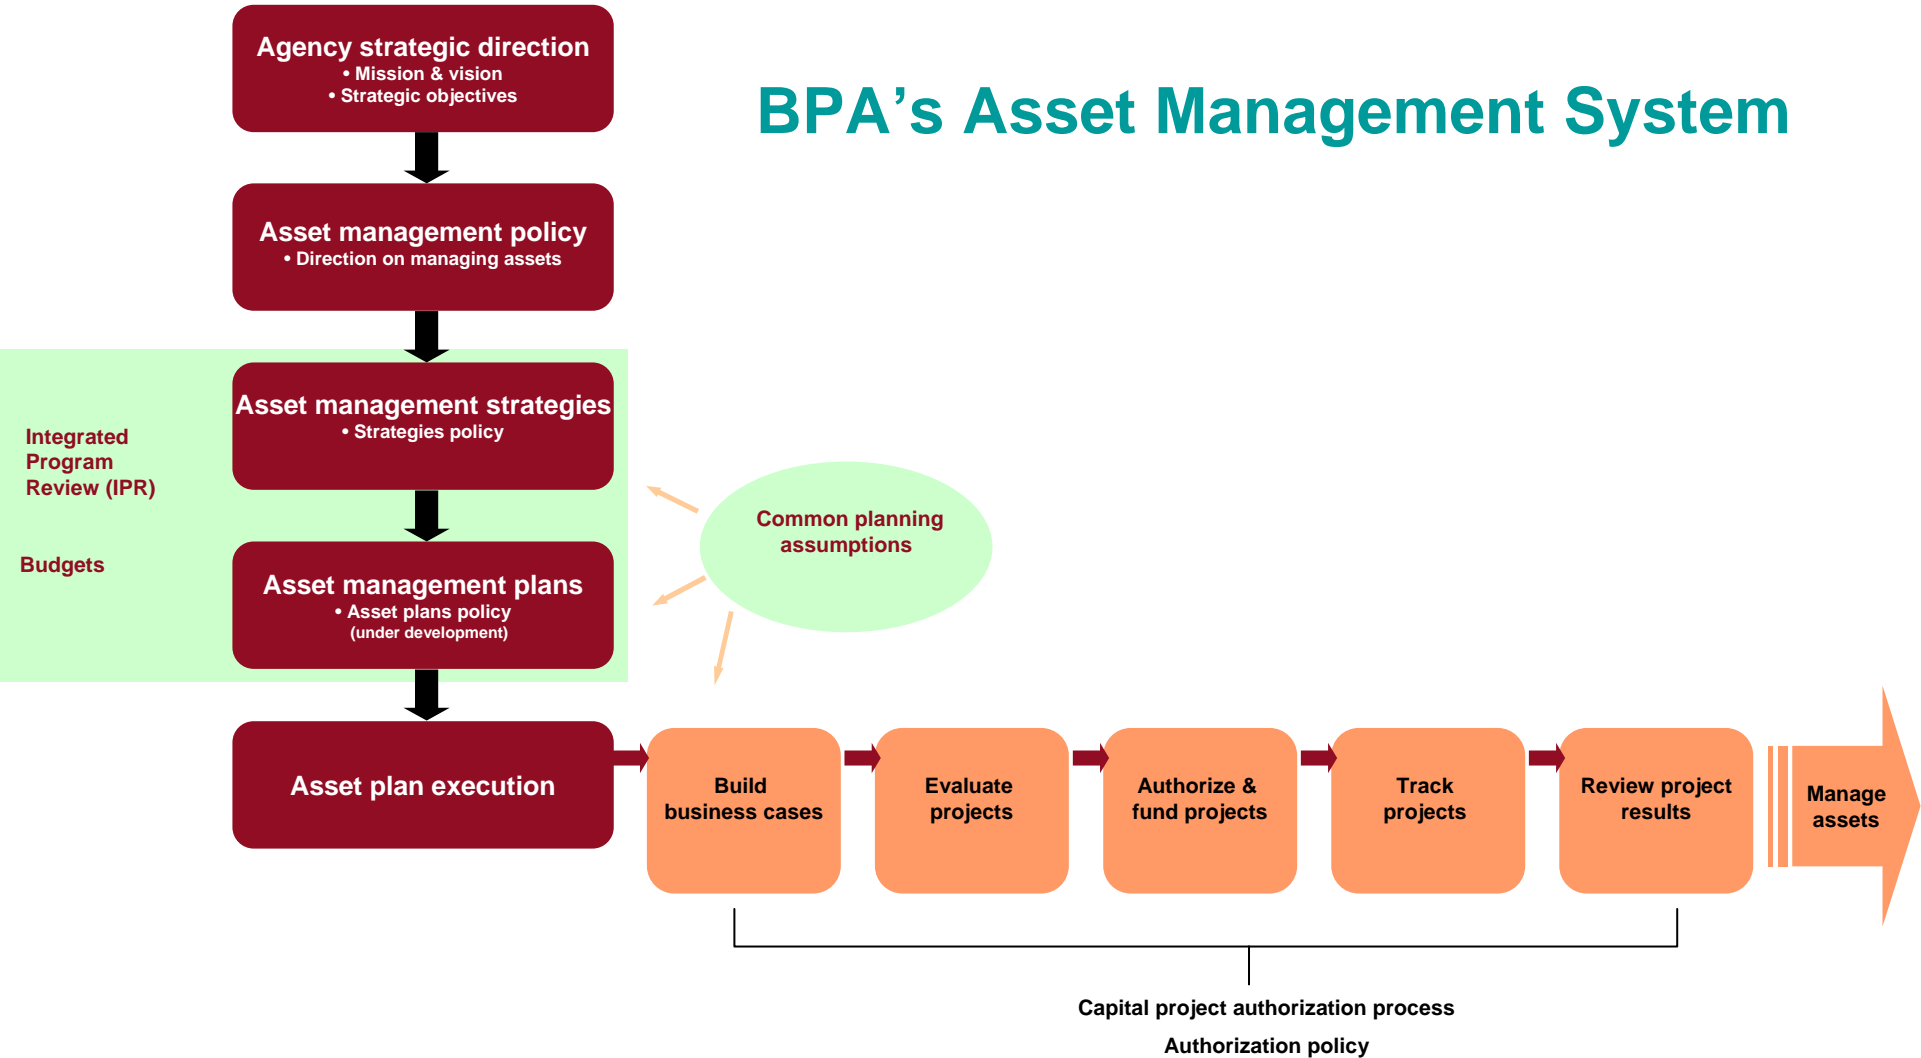 BPA’s Asset Management System
Agency strategic direction
• Mission & vision
• Strategic objectives
Asset management policy
• Direction on managing assets
Asset management strategies
• Strategies policy
Integrated
Program
Review (IPR)
Budgets
Asset management plans
• Asset plans policy
(under development)
Common planning
assumptions
Asset plan execution
Build
business cases
Evaluate
projects
Authorize &
fund projects
Track
projects
Review project
results
Manage
assets
Capital project authorization process
Authorization policy